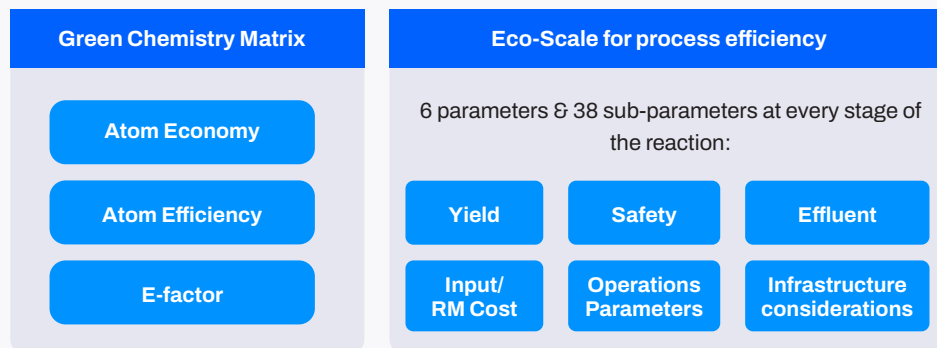 Green Chemistry Matrix
Atom Economy
Atom Efficiency
E-factor
Eco-Scale for process efficiency
6 parameters & 38 sub-parameters at every stage of
the reaction:
Yield
Safety
Effluent
Input/
RM Cost
Operations
Parameters
Infrastructure
considerations